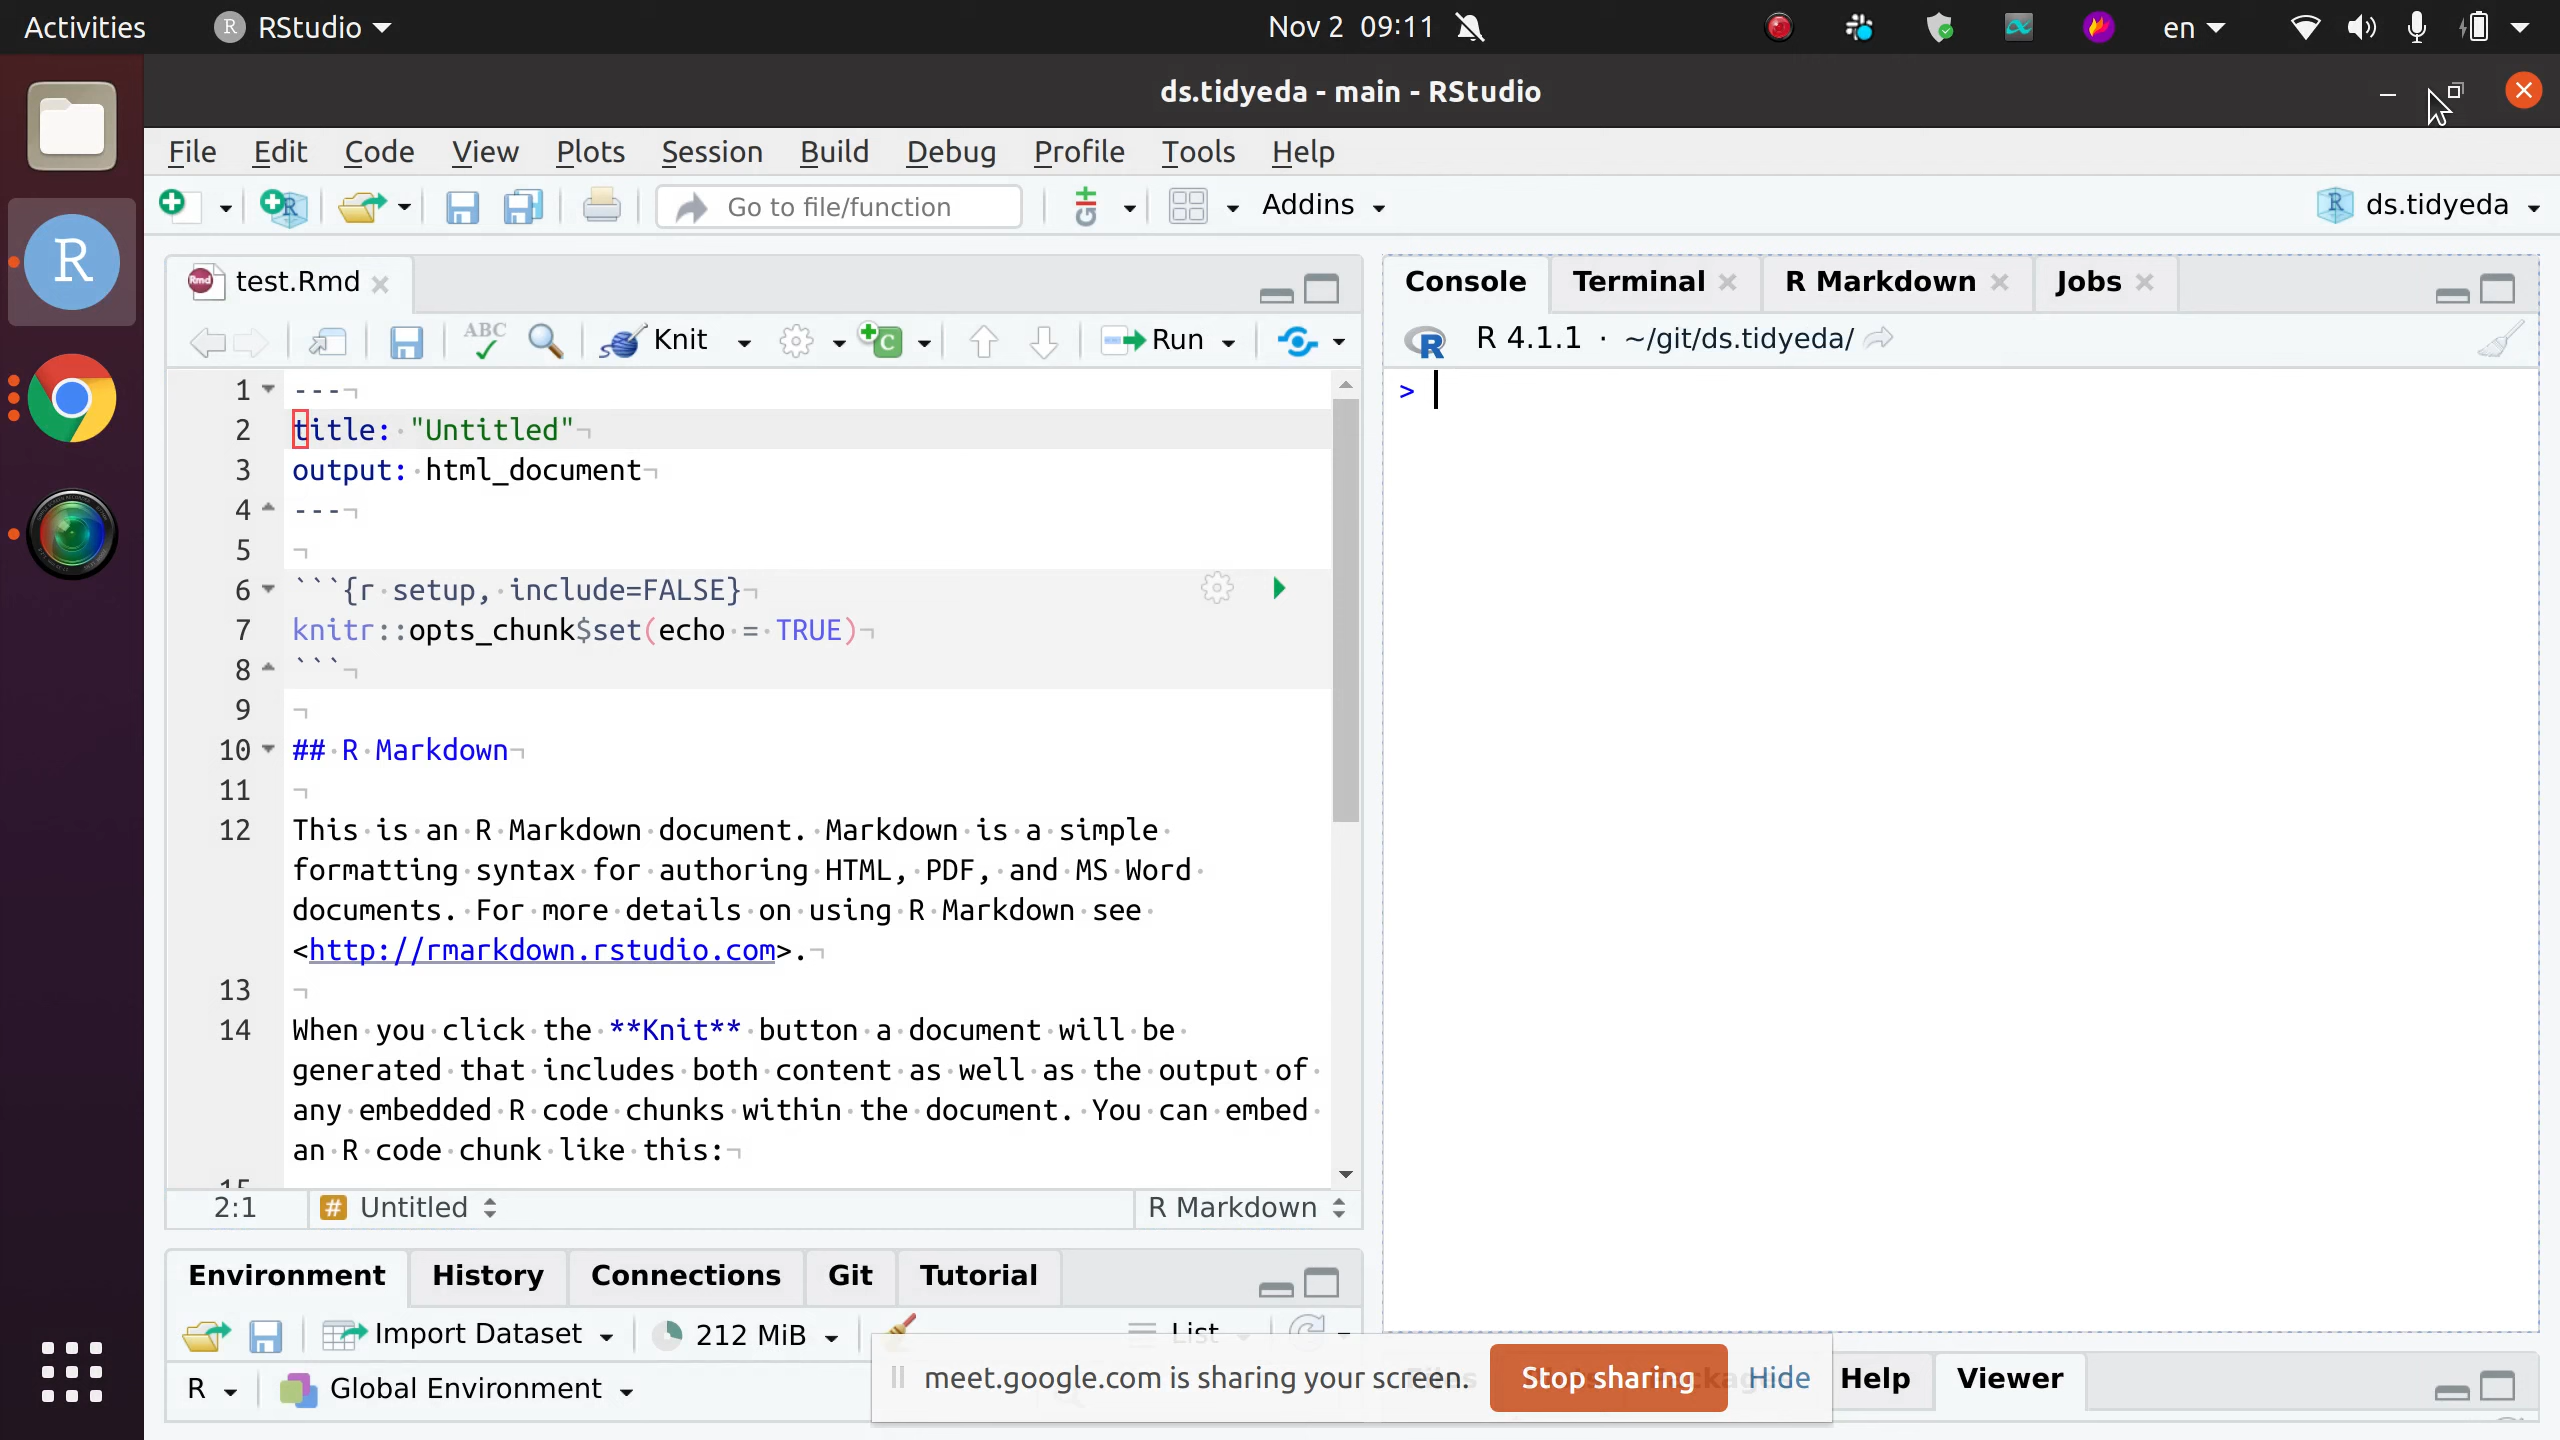 Activities RStudio Nov 2 09:11 en
ds.tidyeda - main - RStudio
File Edit Code View Plots Session Build Debug Profile Tools Help
Go to file/function Addins ds.tidyeda
test.Rmd
Console Terminal R Markdown Jobs
ABC Knit Run
R 4.1.1 · ~/git/ds.tidyeda/
>
1 ---
2 title: "Untitled"
3 output: html_document
4 ---
5
6 ```{r setup, include=FALSE}
7 knitr::opts_chunk$set(echo = TRUE)
8 ```
9
10 ## R Markdown
11
12 This is an R Markdown document. Markdown is a simple
formatting syntax for authoring HTML, PDF, and MS Word
documents. For more details on using R Markdown see
<http://rmarkdown.rstudio.com>.
13
14 When you click the **Knit** button a document will be
generated that includes both content as well as the output of
any embedded R code chunks within the document. You can embed
an R code chunk like this:
15
2:1 # Untitled R Markdown
Environment History Connections Git Tutorial
Import Dataset 212 MiB List
R Global Environment
meet.google.com is sharing your screen. Stop sharing Hide
Help Viewer